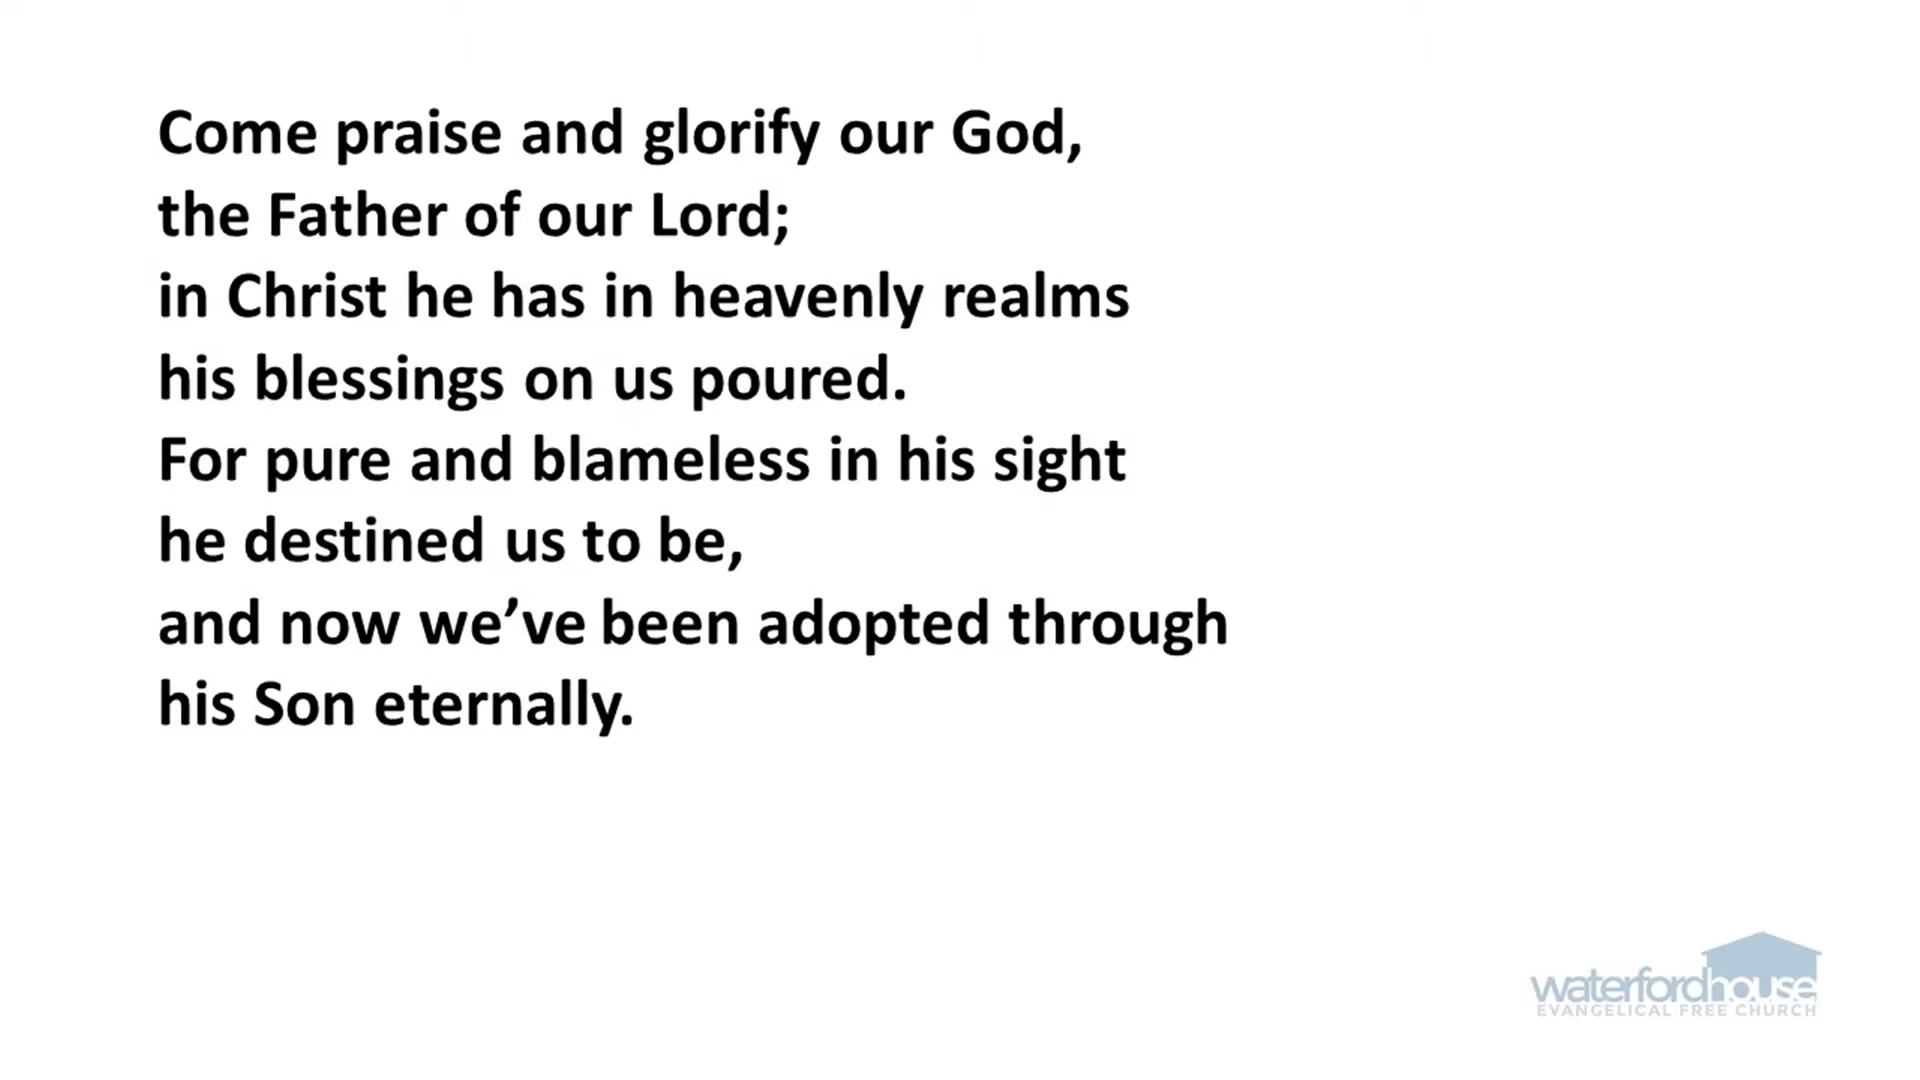 Come praise and glorify our God,
the Father of our Lord;
in Christ he has in heavenly realms
his blessings on us poured.
For pure and blameless in his sight
he destined us to be,
and now we’ve been adopted through
his Son eternally.
waterfordhouse
EVANGELICAL FREE CHURCH